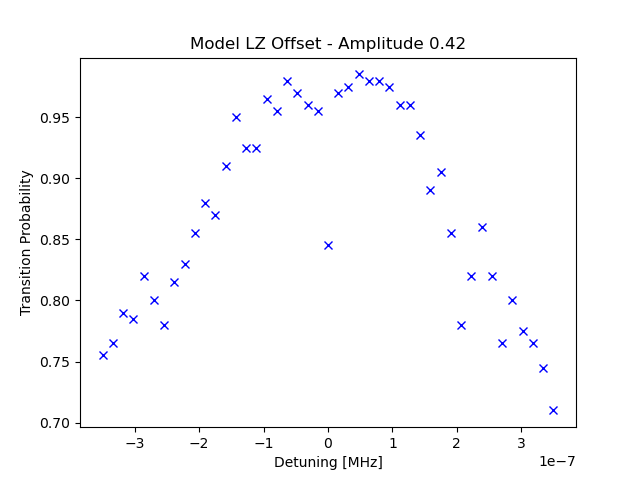 Model LZ Offset - Amplitude 0.42
Transition Probability
0.95
0.90
0.85
0.80
0.75
0.70
−3 −2 −1 0 1 2 3
1e−7
Detuning [MHz]